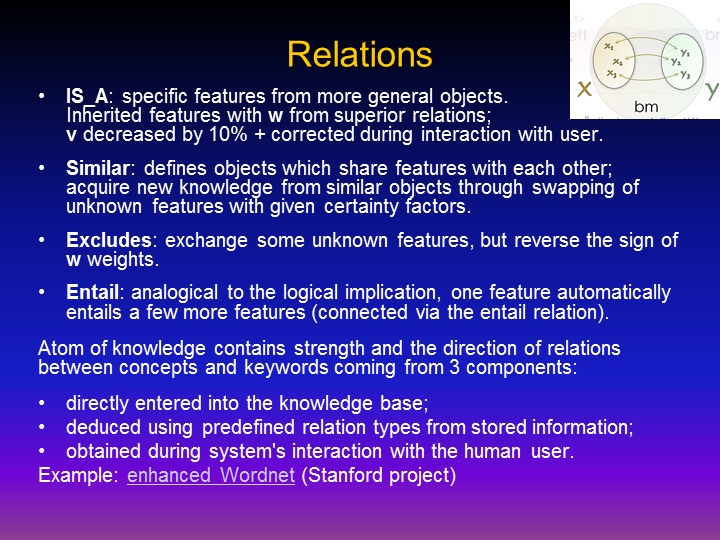 Relations
• IS_A: specific features from more general objects.
Inherited features with w from superior relations;
v decreased by 10% + corrected during interaction with user.
• Similar: defines objects which share features with each other;
acquire new knowledge from similar objects through swapping of
unknown features with given certainty factors.
• Excludes: exchange some unknown features, but reverse the sign of
w weights.
• Entail: analogical to the logical implication, one feature automatically
entails a few more features (connected via the entail relation).
Atom of knowledge contains strength and the direction of relations
between concepts and keywords coming from 3 components:
• directly entered into the knowledge base;
• deduced using predefined relation types from stored information;
• obtained during system's interaction with the human user.
Example: enhanced Wordnet (Stanford project)
x₁
x₂
x₃
y₁
y₂
y₃
X
y
bm